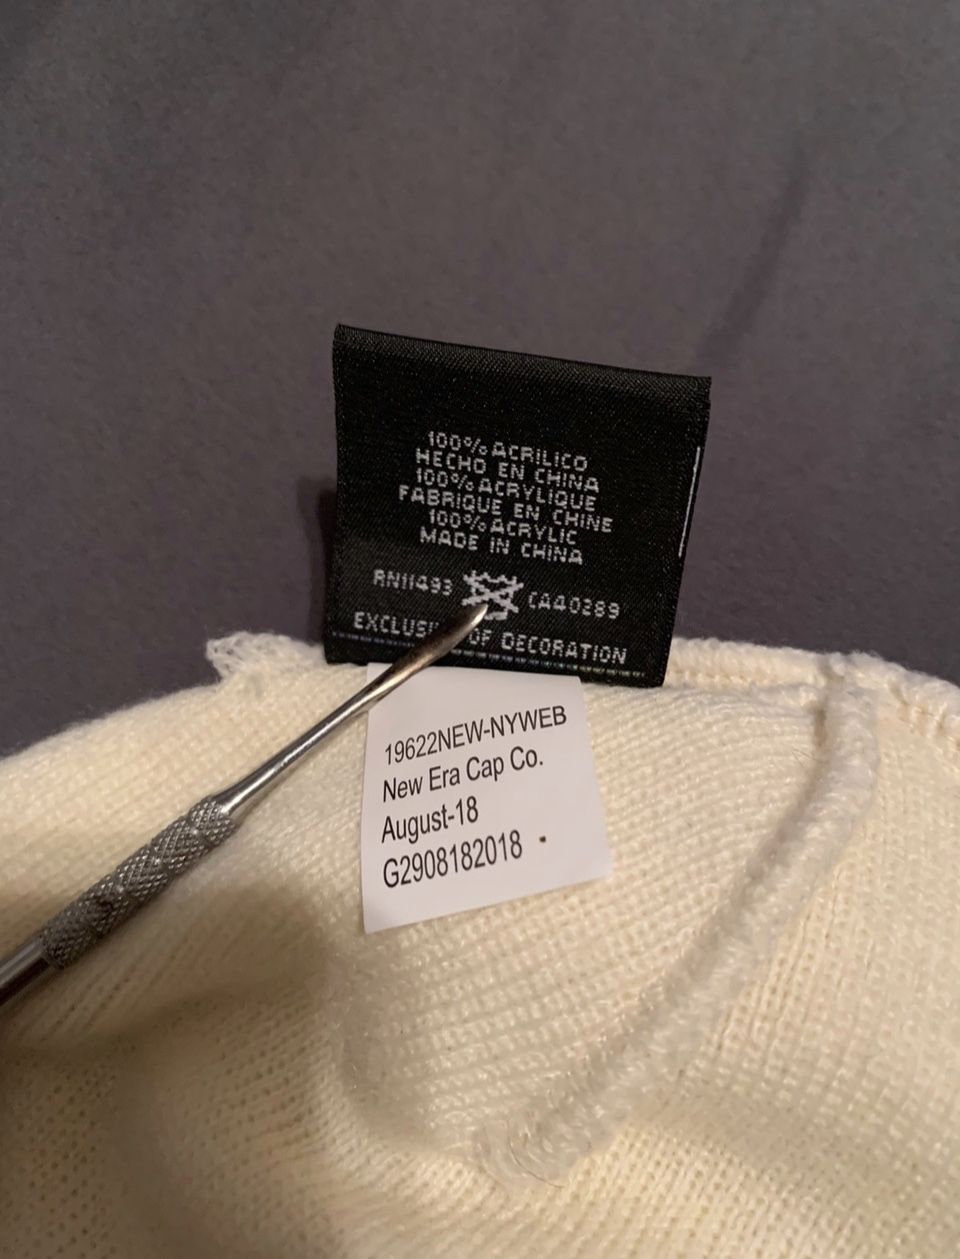 100% ACRILICO
HECHO EN CHINA
100% ACRYLIQUE
FABRIQUE EN CHINE
100% ACRYLIC
MADE IN CHINA
RN11493 CA40289
OF DECORATION
19622NEW-NYWEB
New Era Cap Co.
August-18
G2908182018